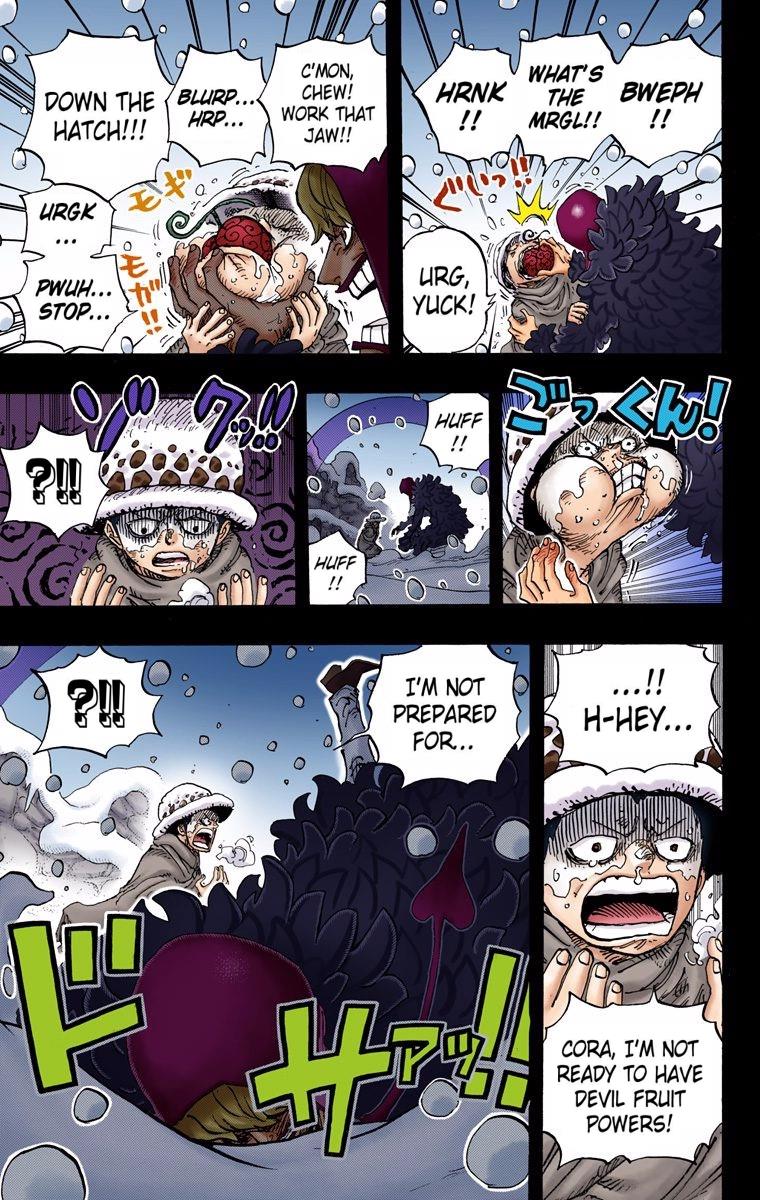 HRNK
!!
WHAT'S
THE
MRGL!!
BWEPH
!!
ぐいっ!!
URG,
YUCK!
C'MON,
CHEW!
WORK THAT
JAW!!
BLURP...
HRP...
DOWN THE
HATCH!!!
モギ
モガ!!
URGK
...
PWUH...
STOP...
ごっくん!
HUFF
!!
HUFF
!!
ゾクッ!!
?!!
...!!
H-HEY...
CORA, I'M NOT
READY TO HAVE
DEVIL FRUIT
POWERS!
I'M NOT
PREPARED
FOR...
?!!
ドサァッ!!